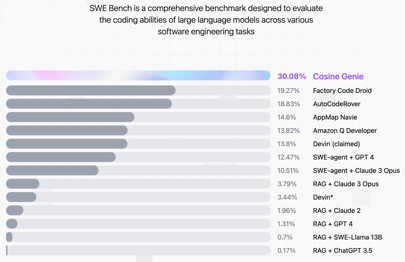 SWE Bench is a comprehensive benchmark designed to evaluate
the coding abilities of large language models across various
software engineering tasks
30.08% Cosine Genie
19.27% Factory Code Droid
18.83% AutoCodeRover
14.6% AppMap Navie
13.82% Amazon Q Developer
13.8% Devin (claimed)
12.47% SWE-agent + GPT 4
10.51% SWE-agent + Claude 3 Opus
3.79% RAG + Claude 3 Opus
3.44% Devin*
1.96% RAG + Claude 2
1.31% RAG + GPT 4
0.7% RAG + SWE-Llama 13B
0.17% RAG + ChatGPT 3.5